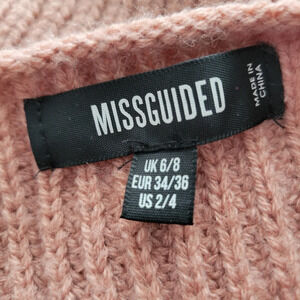 MISSGUIDED
MADE IN
CHINA
UK 6/8
EUR 34/36
US 2/4